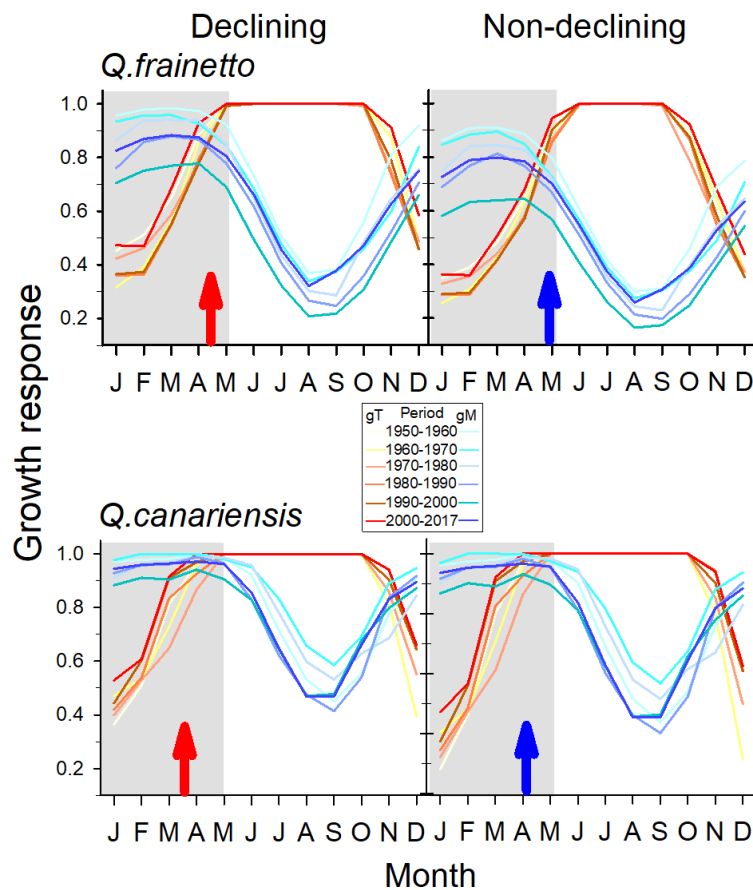 Declining Non-declining
Q.frainetto
1.0
0.8
0.6
0.4
0.2
J F M A M J J A S O N D J F M A M J J A S O N D
Growth response
gT Period gM
1950-1960
1960-1970
1970-1980
1980-1990
1990-2000
2000-2017
Q.canariensis
1.0
0.8
0.6
0.4
0.2
J F M A M J J A S O N D J F M A M J J A S O N D
Month